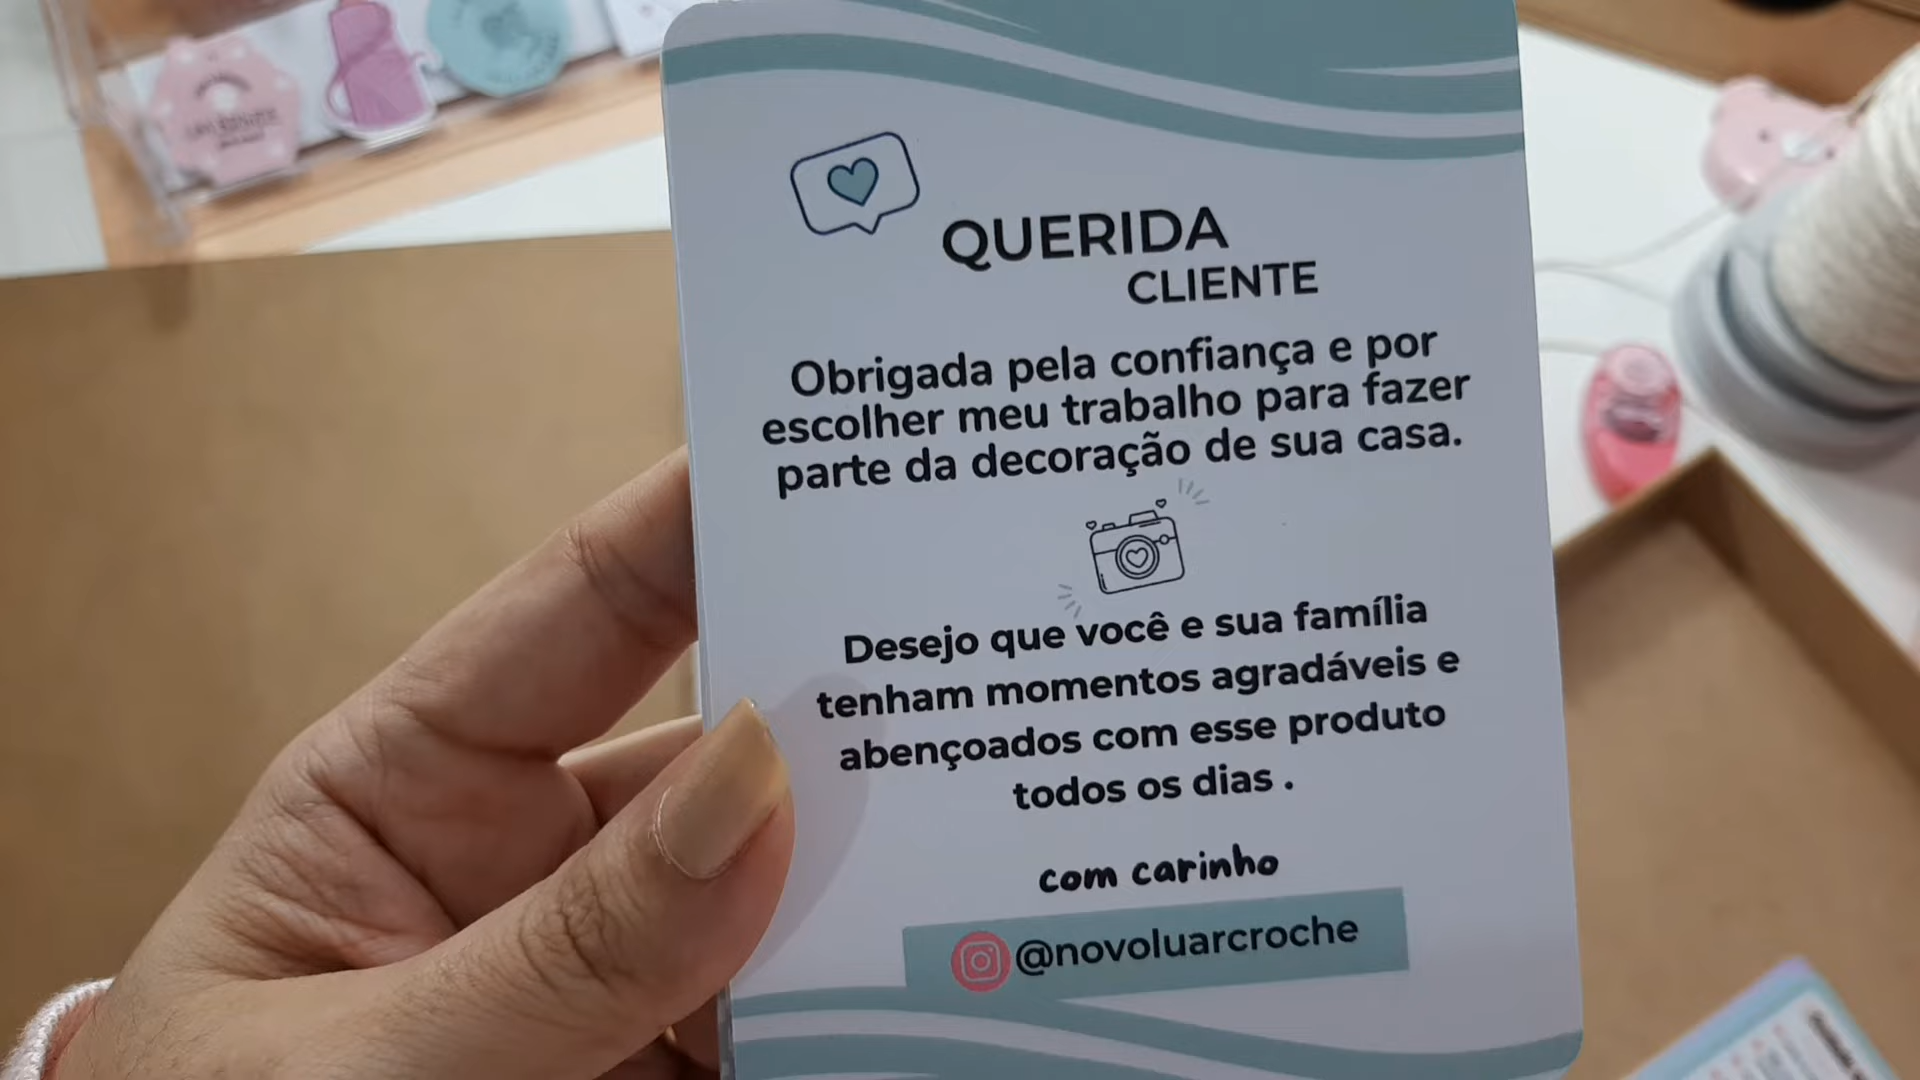 QUERIDA
CLIENTE
Obrigada pela confiança e por
escolher meu trabalho para fazer
parte da decoração de sua casa.
Desejo que você e sua família
tenham momentos agradáveis e
abençoados com esse produto
todos os dias .
com carinho
@novoluarcroche